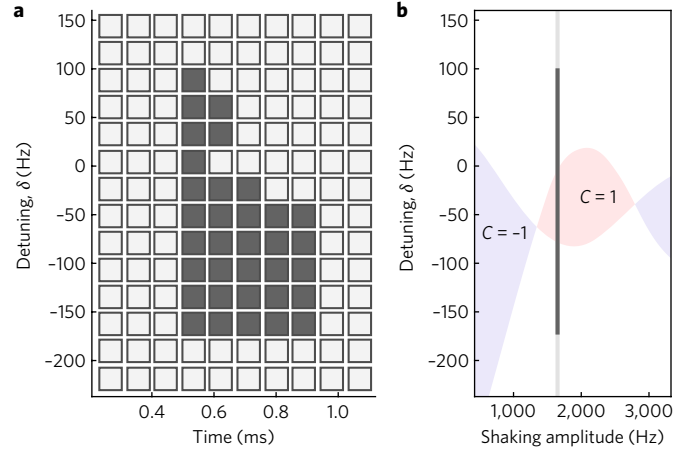 a
150
100
50
0
–50
–100
–150
–200
Detuning, δ (Hz)
0.4 0.6 0.8 1.0
Time (ms)
b
150
100
50
0
–50
–100
–150
–200
Detuning, δ (Hz)
C = –1
C = 1
1,000 2,000 3,000
Shaking amplitude (Hz)